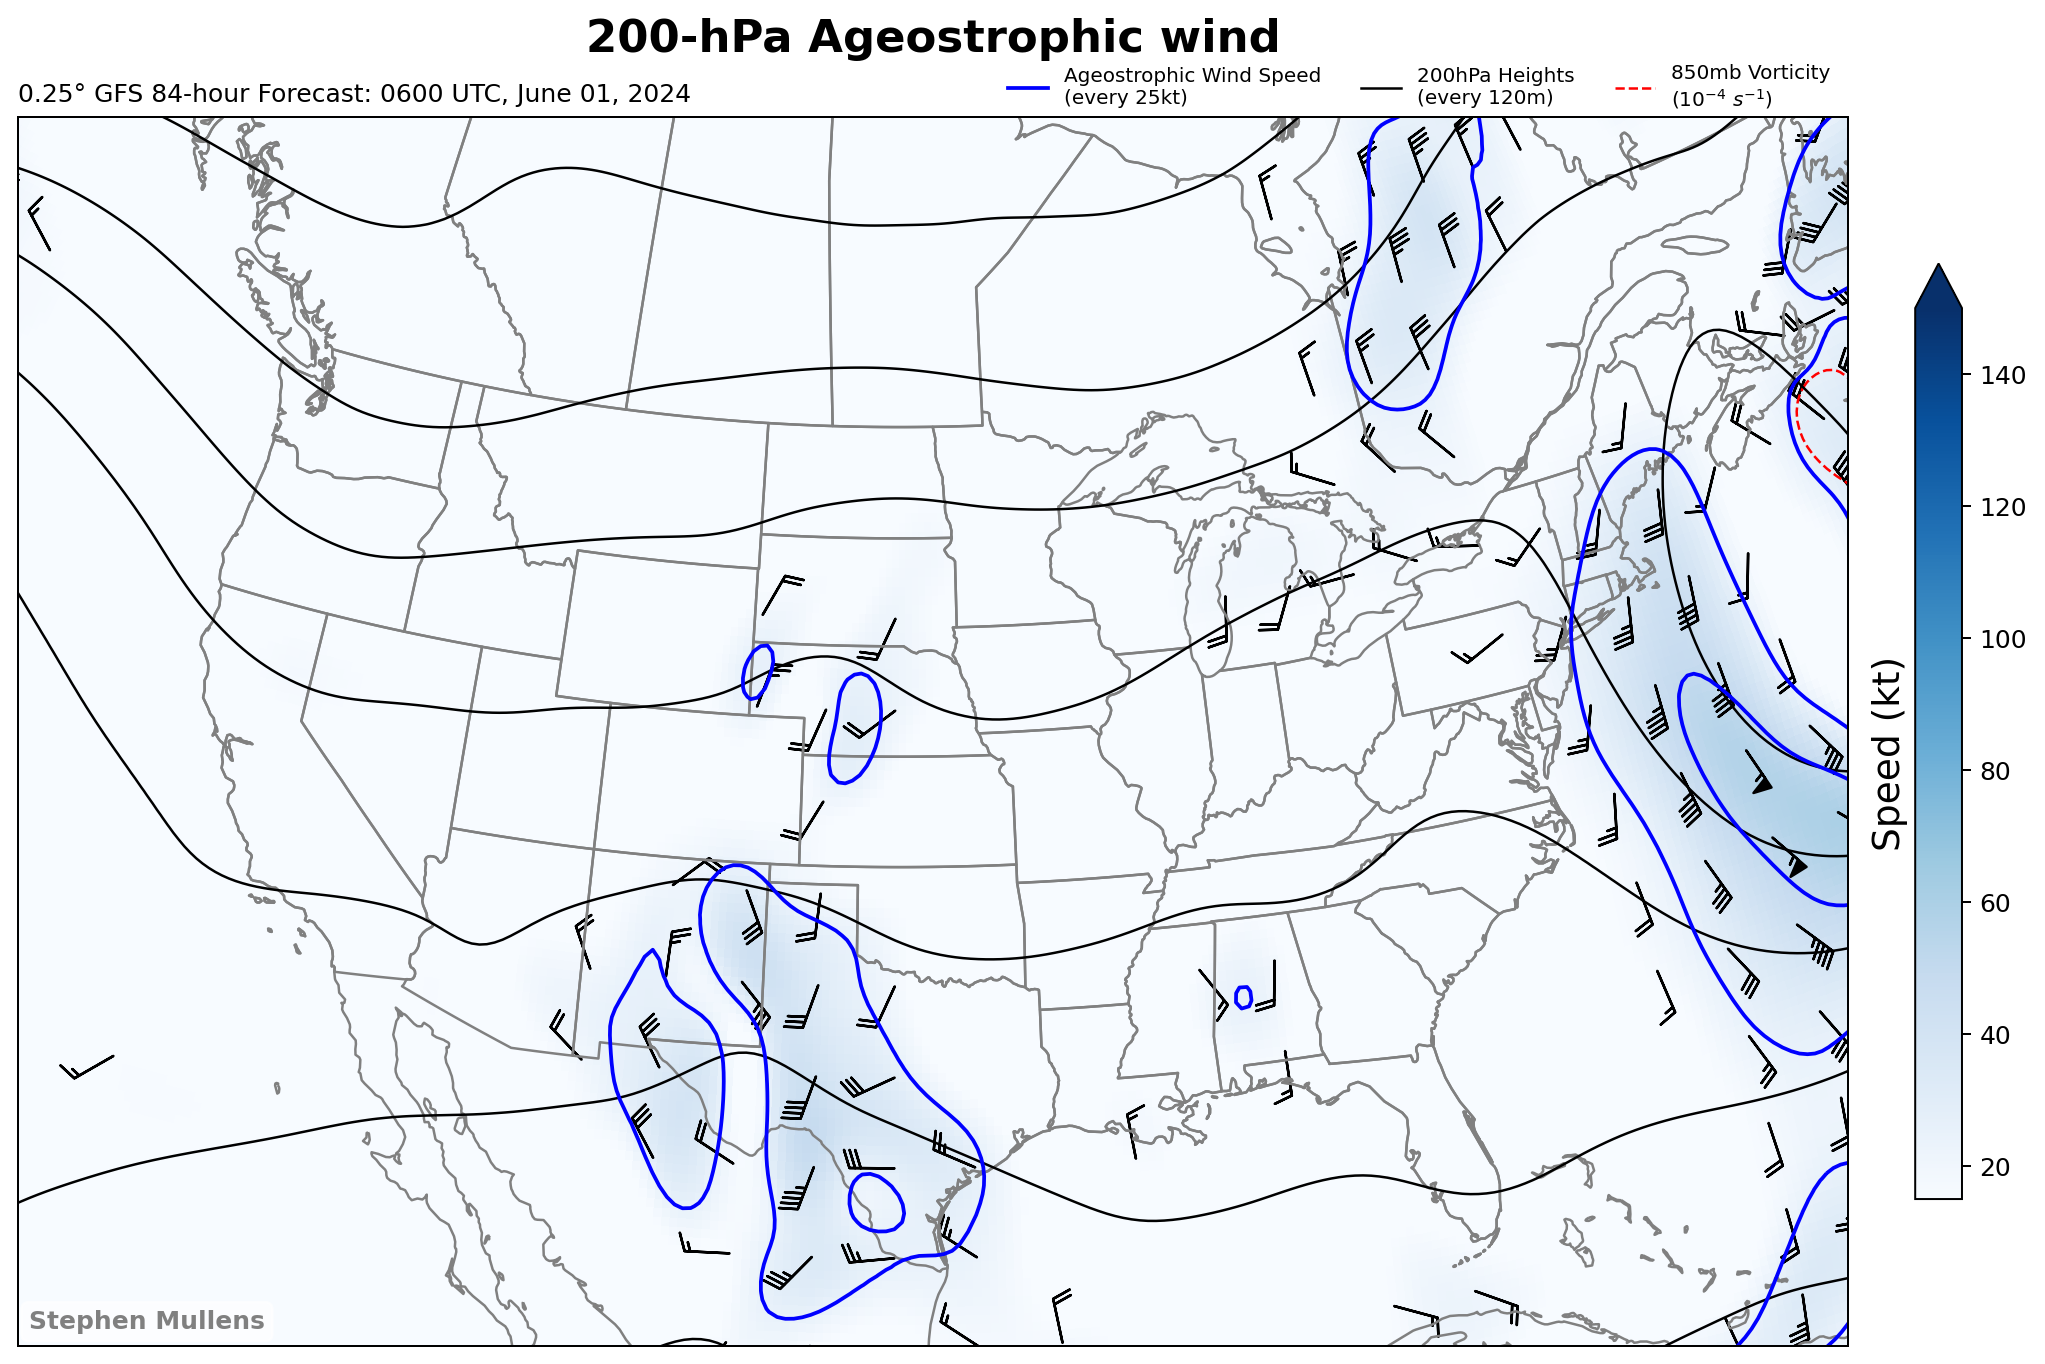 200-hPa Ageostrophic wind
0.25° GFS 84-hour Forecast: 0600 UTC, June 01, 2024
Ageostrophic Wind Speed
(every 25kt)
200hPa Heights
(every 120m)
850mb Vorticity
(10⁻⁴ s⁻¹)
140
120
100
80
60
40
20
Speed (kt)
Stephen Mullens